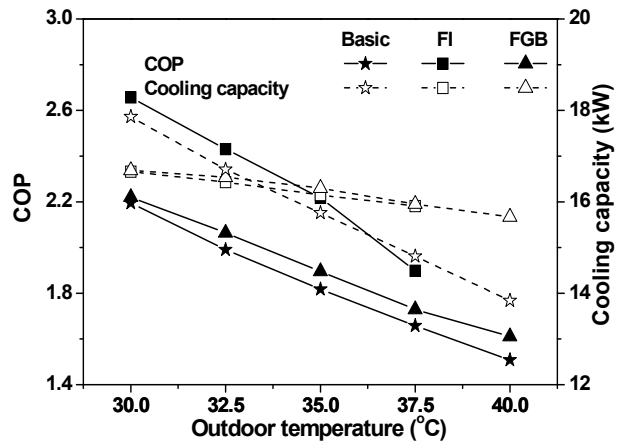 3.0
2.6
2.2
1.8
1.4
COP
20
18
16
14
12
Cooling capacity (kW)
Basic FI FGB
COP
Cooling capacity
30.0 32.5 35.0 37.5 40.0
Outdoor temperature (°C)